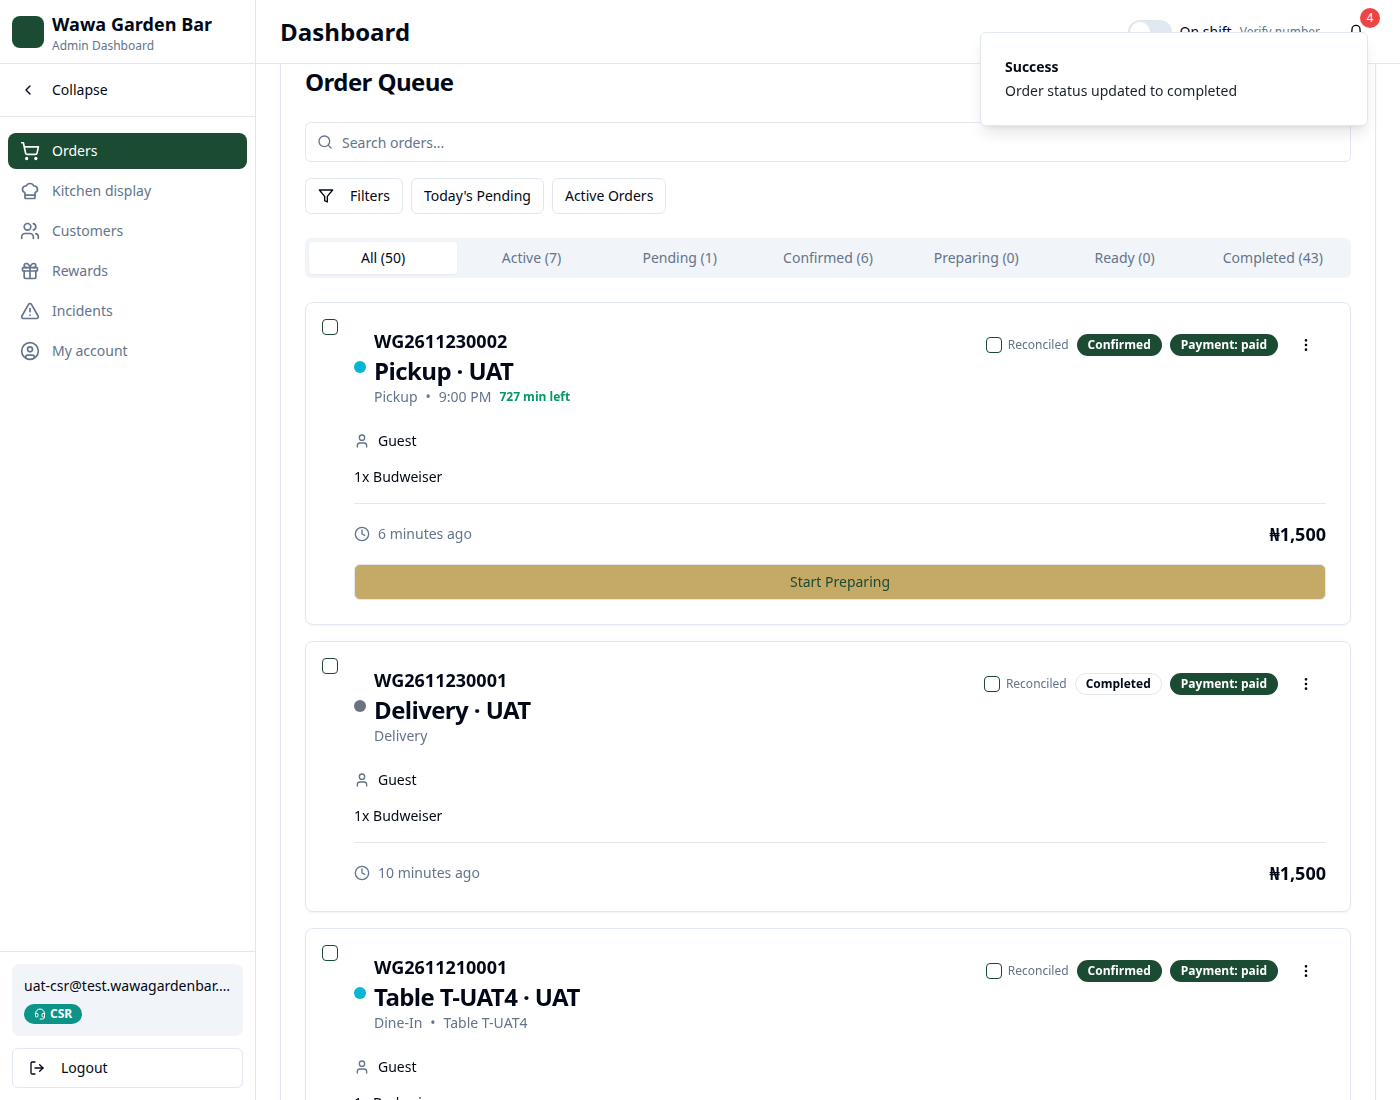 Wawa Garden Bar
Admin Dashboard
Collapse
Orders
Kitchen display
Customers
Rewards
Incidents
My account
uat-csr@test.wawagardenbar....
CSR
Logout
Dashboard
On shift Verify number
4
Success
Order status updated to completed
Order Queue
Search orders...
Filters
Today's Pending
Active Orders
All (50)
Active (7)
Pending (1)
Confirmed (6)
Preparing (0)
Ready (0)
Completed (43)
WG2611230002
Reconciled
Confirmed
Payment: paid
Pickup · UAT
Pickup • 9:00 PM 727 min left
Guest
1x Budweiser
6 minutes ago
₦1,500
Start Preparing
WG2611230001
Reconciled
Completed
Payment: paid
Delivery · UAT
Delivery
Guest
1x Budweiser
10 minutes ago
₦1,500
WG2611210001
Reconciled
Confirmed
Payment: paid
Table T-UAT4 · UAT
Dine-In • Table T-UAT4
Guest